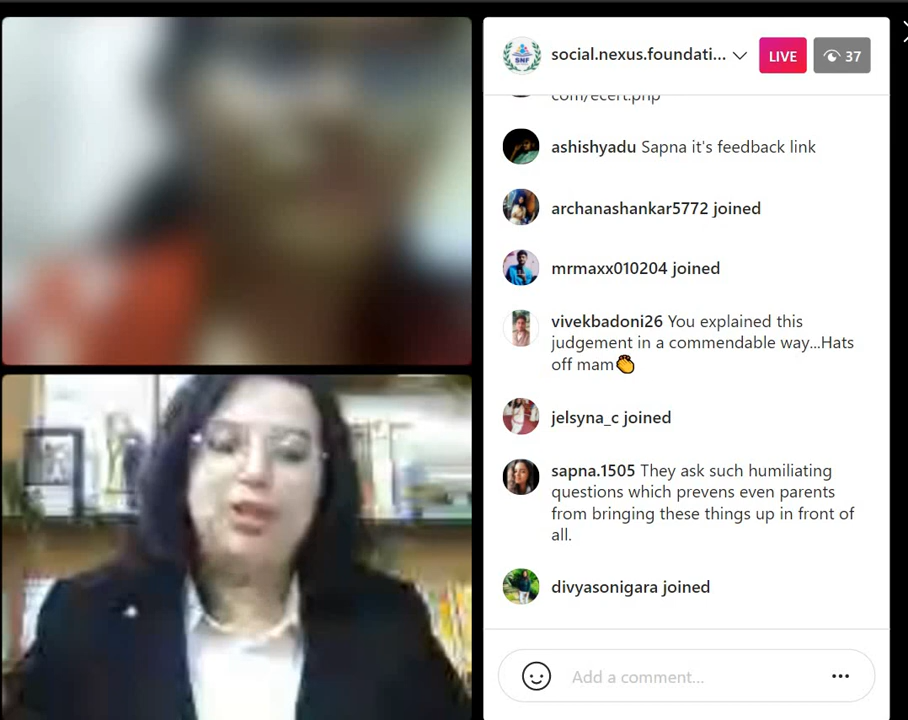 social.nexus.foundati...
LIVE
37
SNF
com/ecert.php
ashishyadu Sapna it's feedback link
archanashankar5772 joined
mrmaxx010204 joined
vivekbadoni26 You explained this
judgement in a commendable way...Hats
off mam👏
jelsyna_c joined
sapna.1505 They ask such humiliating
questions which prevens even parents
from bringing these things up in front of
all.
divyasonigara joined
Add a comment...